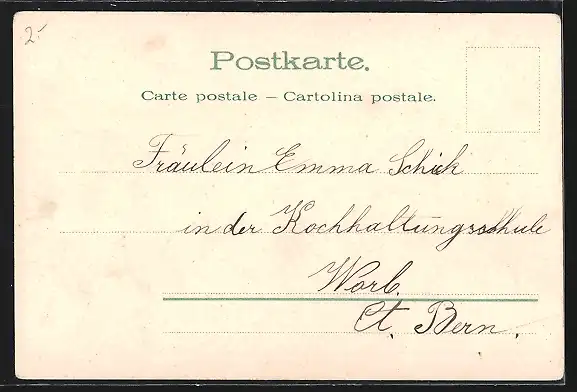 2-
Postkarte.
Carte postale – Cartolina postale.
Fräulein Emma Schick
in der Kochhaltungsschule
Worb.
Ct. Bern.